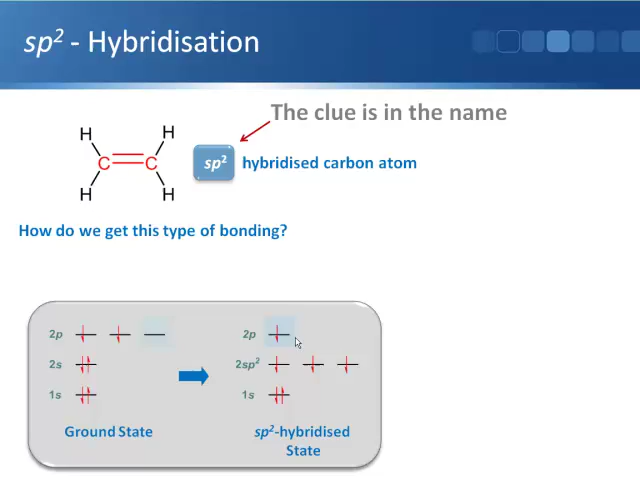 sp² - Hybridisation
The clue is in the name
H H
C C
sp² hybridised carbon atom
H H
How do we get this type of bonding?
2p 2p
2s 2sp²
1s 1s
Ground State
sp²-hybridised
State